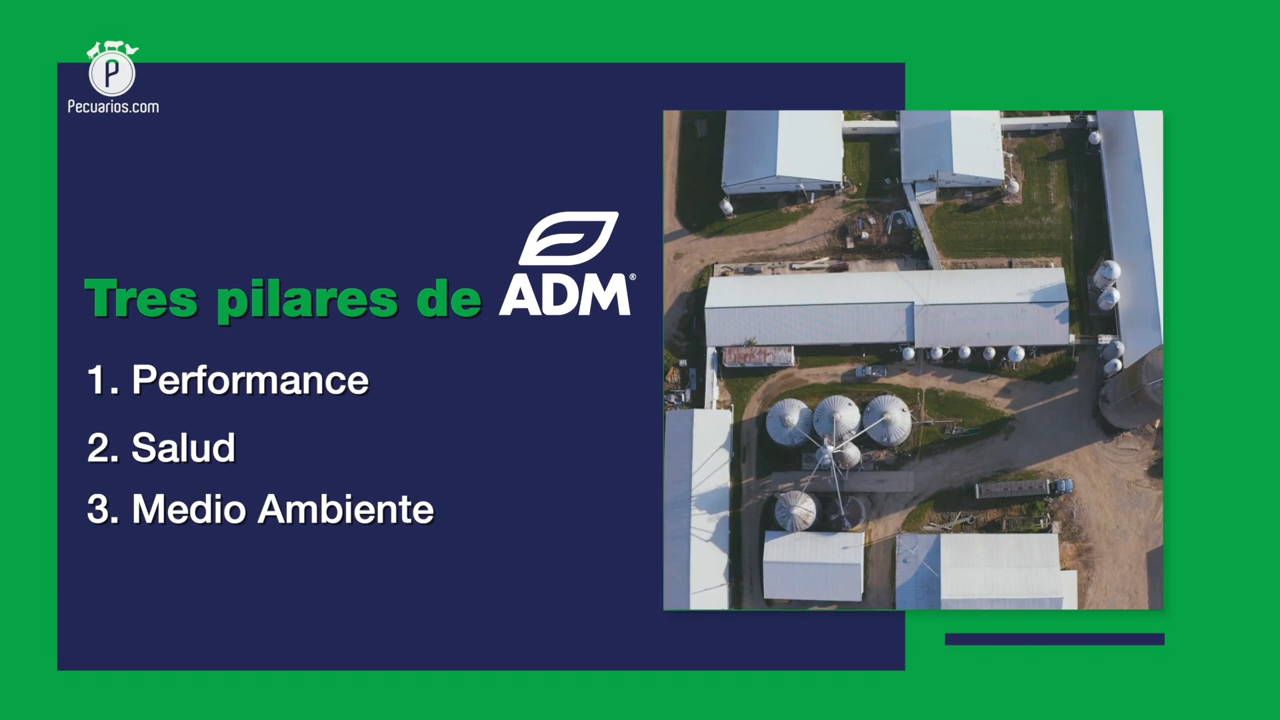 P
Pecuarios.com
Tres pilares de ADM®
1. Performance
2. Salud
3. Medio Ambiente